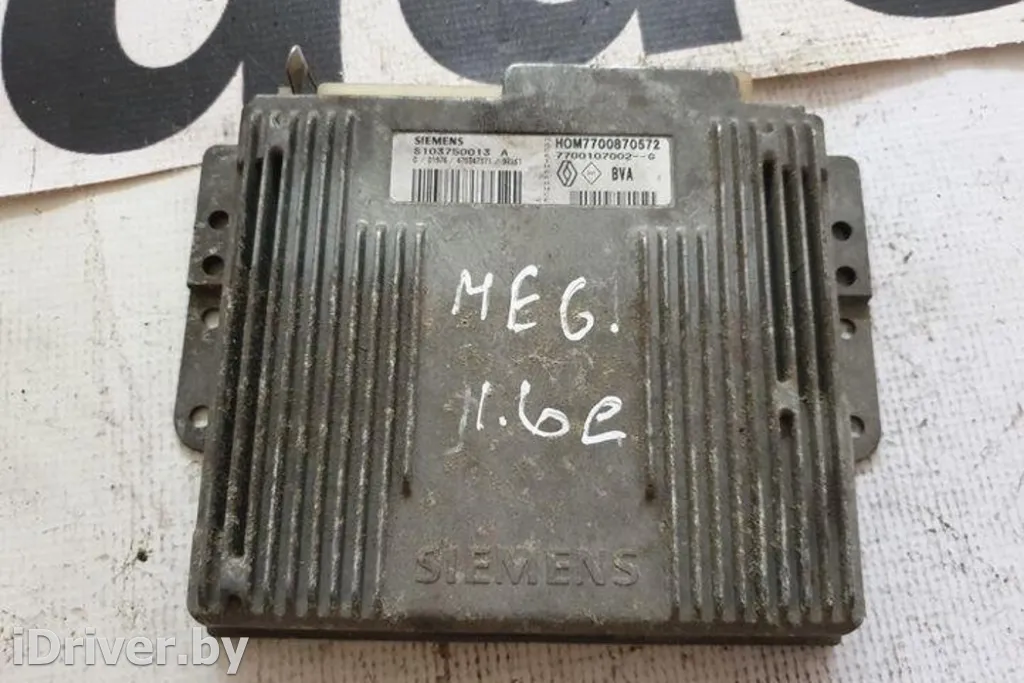 SIEMENS
S103750013 A
HOM7700870572
7700107002--G
BVA
MEG.
1.6e
SIEMENS
iDriver.by